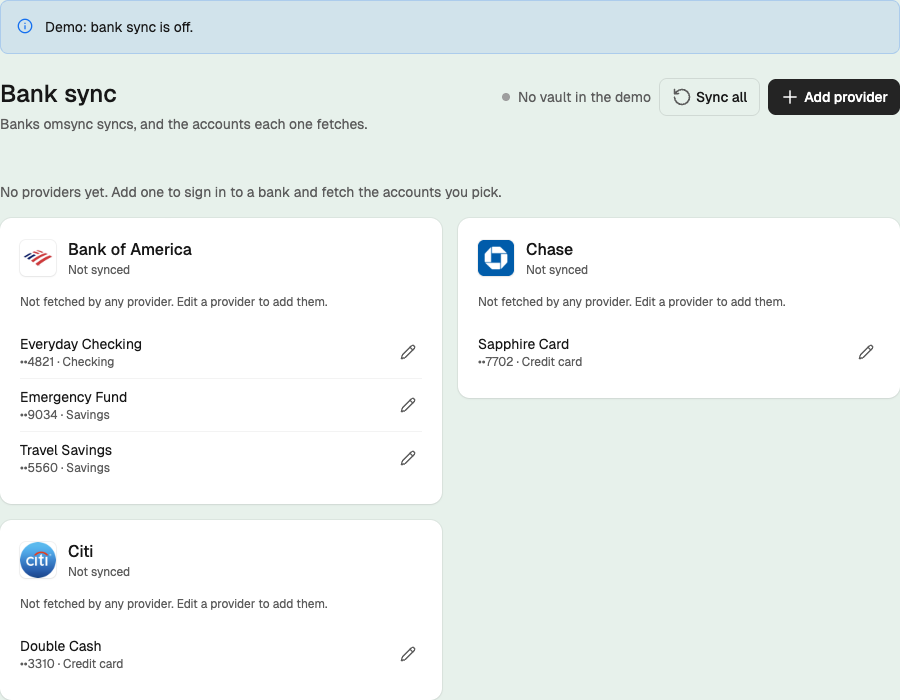 Demo: bank sync is off.
Bank sync
Banks omsync syncs, and the accounts each one fetches.
No vault in the demo
Sync all
Add provider
No providers yet. Add one to sign in to a bank and fetch the accounts you pick.
Bank of America
Not synced
Not fetched by any provider. Edit a provider to add them.
Everyday Checking
••4821 · Checking
Emergency Fund
••9034 · Savings
Travel Savings
••5560 · Savings
Chase
Not synced
Not fetched by any provider. Edit a provider to add them.
Sapphire Card
••7702 · Credit card
citi
Citi
Not synced
Not fetched by any provider. Edit a provider to add them.
Double Cash
••3310 · Credit card